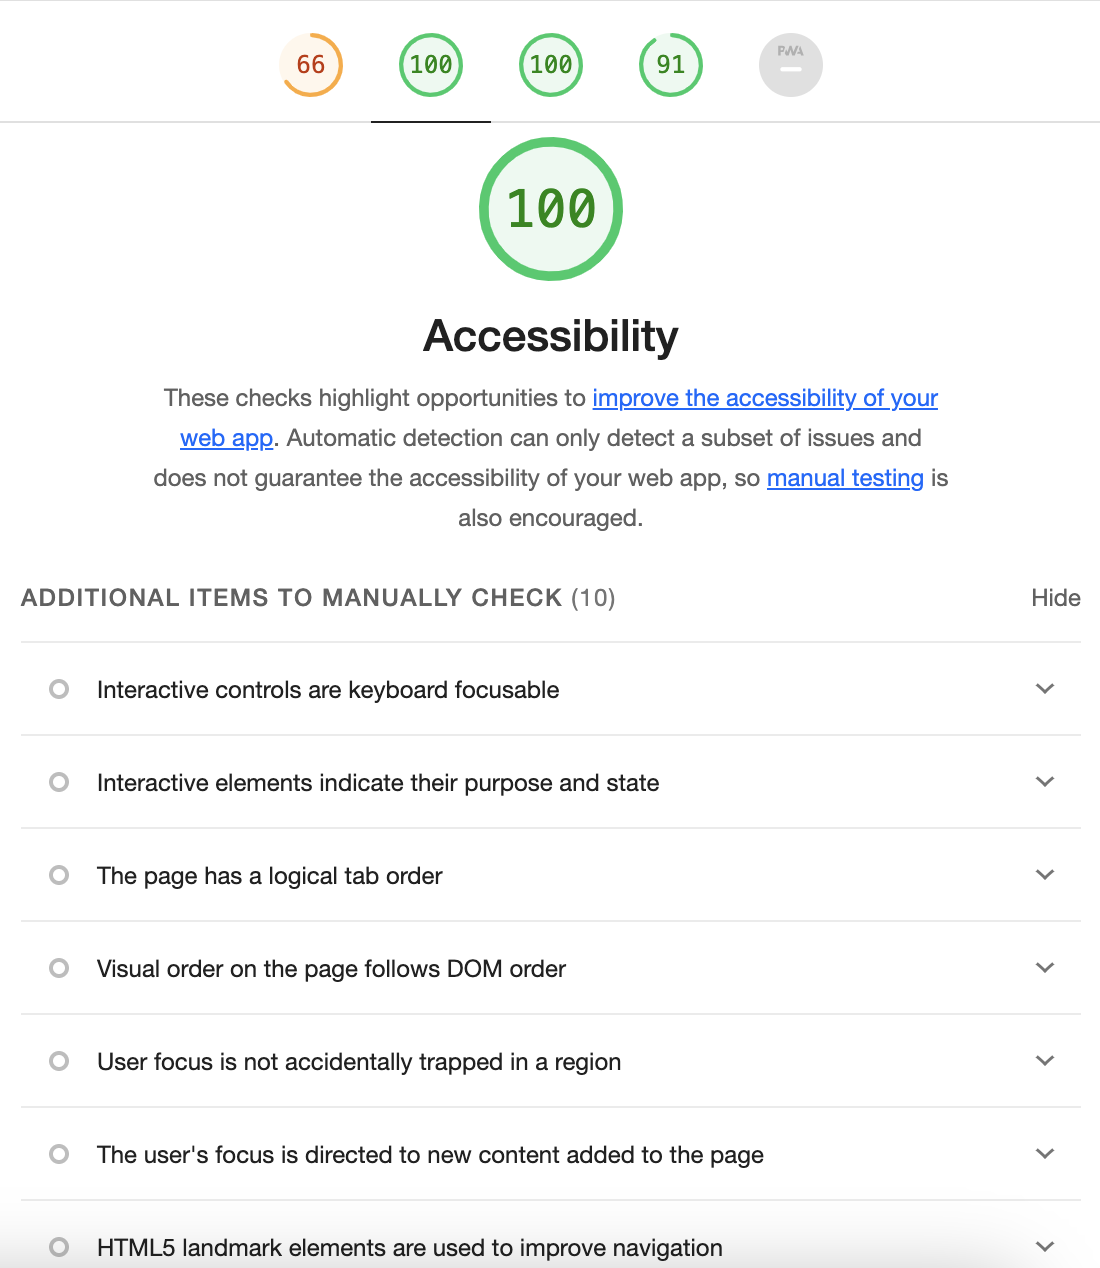 66
100
100
91
PWA
100
Accessibility
These checks highlight opportunities to improve the accessibility of your
web app. Automatic detection can only detect a subset of issues and
does not guarantee the accessibility of your web app, so manual testing is
also encouraged.
ADDITIONAL ITEMS TO MANUALLY CHECK (10)
Hide
Interactive controls are keyboard focusable
Interactive elements indicate their purpose and state
The page has a logical tab order
Visual order on the page follows DOM order
User focus is not accidentally trapped in a region
The user's focus is directed to new content added to the page
HTML5 landmark elements are used to improve navigation